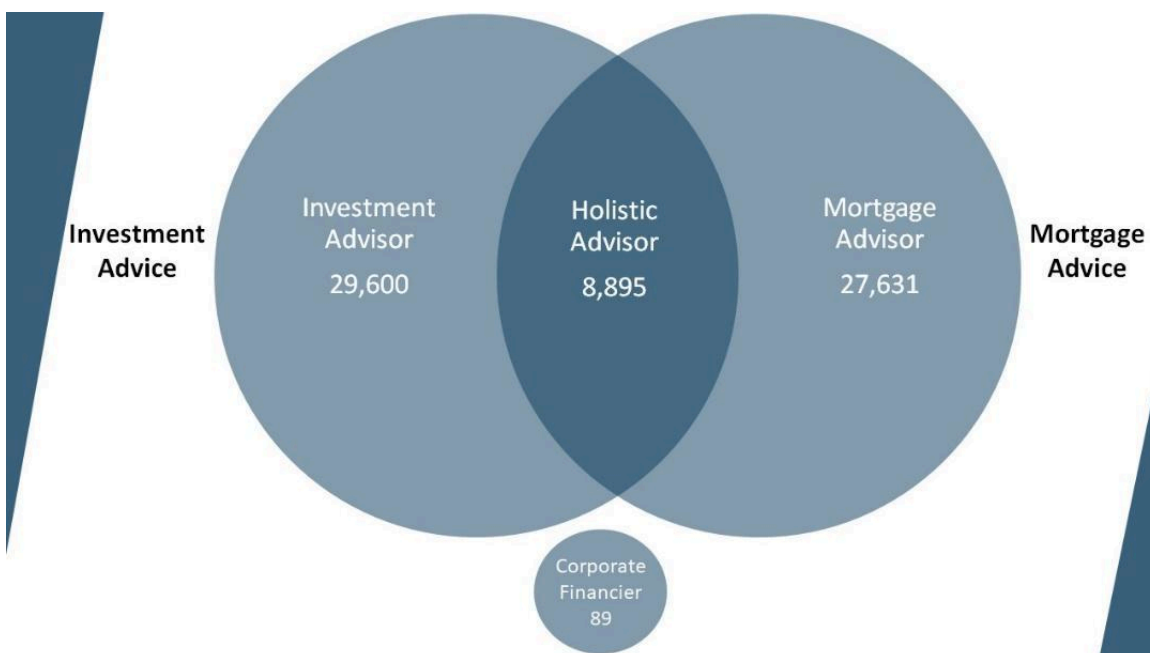 Investment
Advice
Investment
Advisor
29,600
Holistic
Advisor
8,895
Mortgage
Advisor
27,631
Mortgage
Advice
Corporate
Financier
89